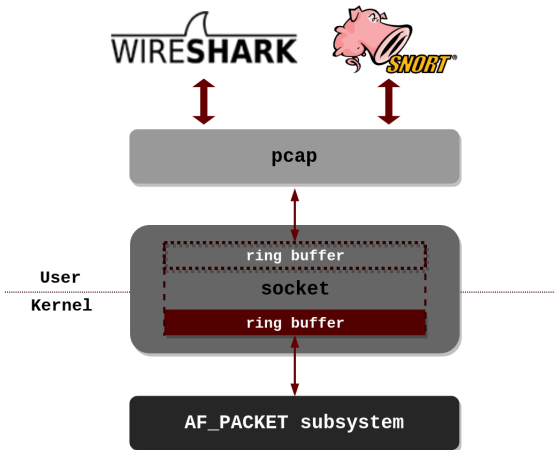 WIRESHARK
SNORT®
pcap
ring buffer
User
socket
Kernel
ring buffer
AF_PACKET subsystem